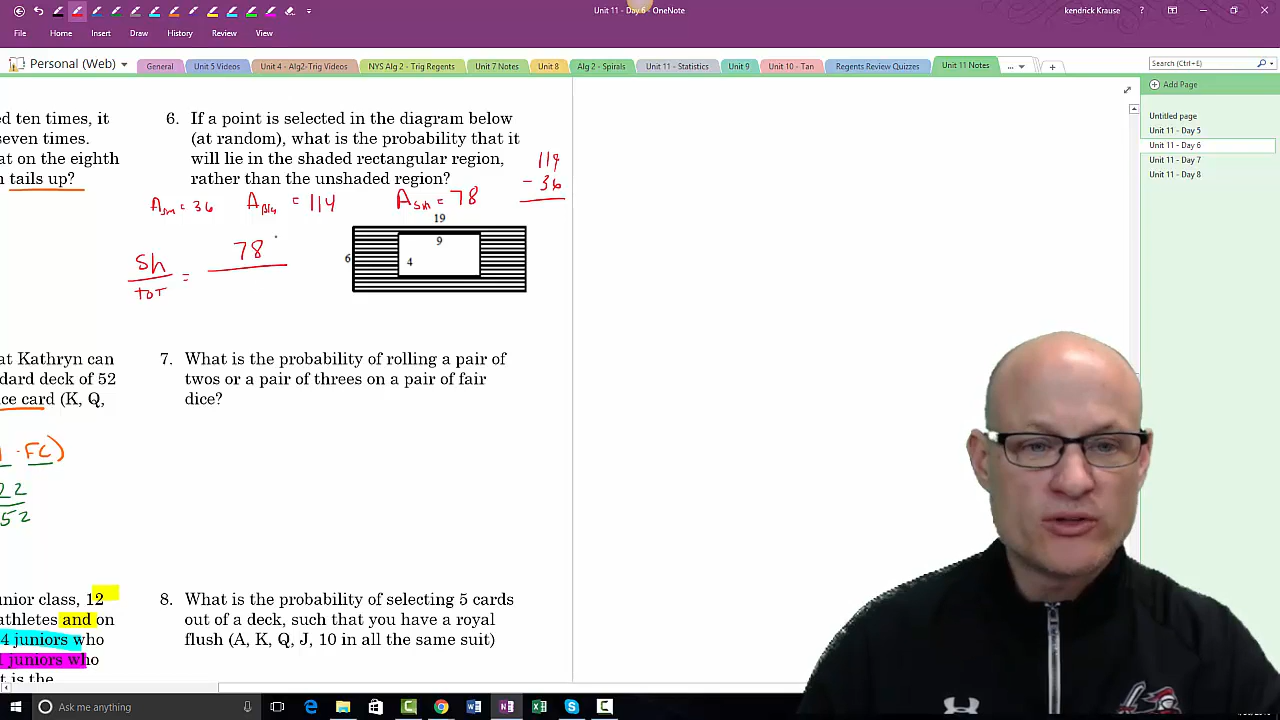 Unit 11 - Day 6 - OneNote
kendrick Krause
?
File Home Insert Draw History Review View
Personal (Web)
General Unit 5 Videos Unit 4 - Alg2-Trig Videos NYS Alg 2 - Trig Regents Unit 7 Notes Unit 8 Alg 2 - Spirals Unit 11 - Statistics Unit 9 Unit 10 - Tan Regents Review Quizzes Unit 11 Notes ...
Search (Ctrl+E)
Add Page
Untitled page
Unit 11 - Day 5
Unit 11 - Day 6
Unit 11 - Day 7
Unit 11 - Day 8
ed ten times, it
seven times.
at on the eighth
n tails up?
6. If a point is selected in the diagram below
(at random), what is the probability that it
will lie in the shaded rectangular region,
rather than the unshaded region?
114
- 36
A sm = 36 A Big = 114 A sh = 78
19
9
6
4
Sh
TOT
=
78
at Kathryn can
dard deck of 52
ce card (K, Q,
· FC)
22
52
7. What is the probability of rolling a pair of
twos or a pair of threes on a pair of fair
dice?
unior class, 12
athletes and on
4 juniors who
1 juniors who
t is the
8. What is the probability of selecting 5 cards
out of a deck, such that you have a royal
flush (A, K, Q, J, 10 in all the same suit)
Ask me anything